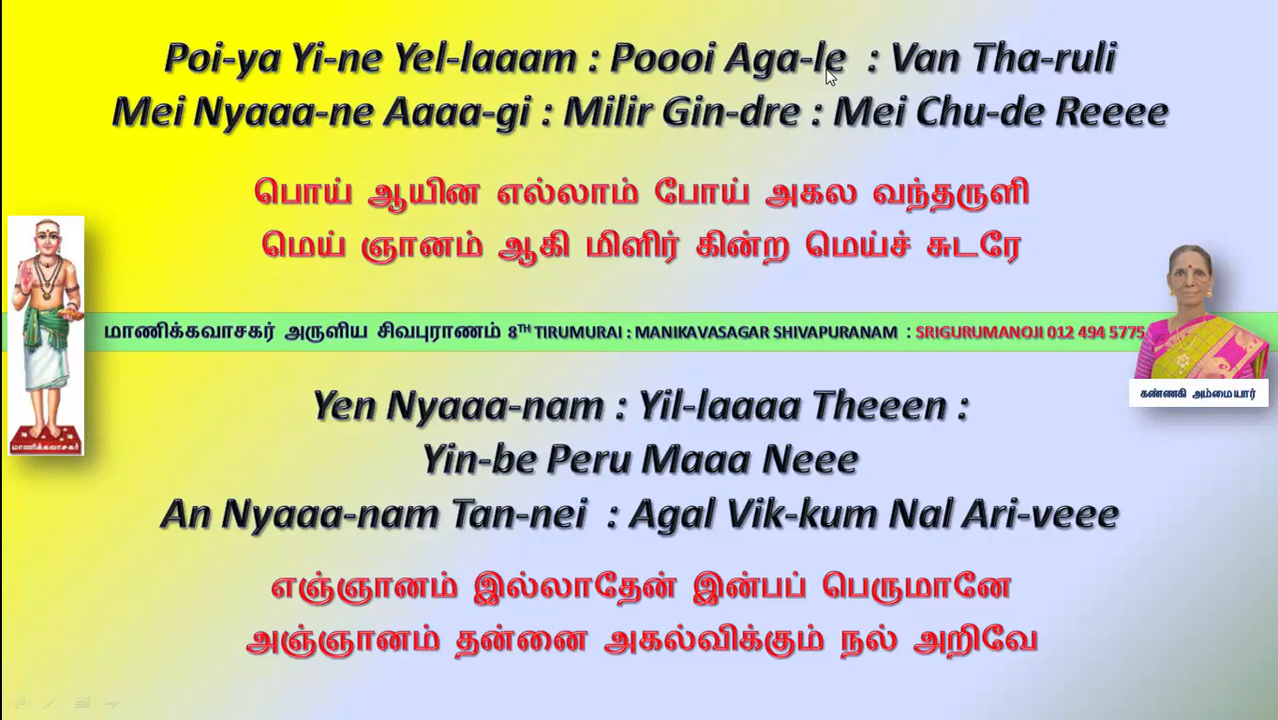 Poi-ya Yi-ne Yel-laaam : Poooi Aga-le : Van Tha-ruli
Mei Nyaaa-ne Aaaa-gi : Milir Gin-dre : Mei Chu-de Reeee
பொய் ஆயின எல்லாம் போய் அகல வந்தருளி
மெய் ஞானம் ஆகி மிளிர் கின்ற மெய்ச் சுடரே
மாணிக்கவாசகர் அருளிய சிவபுராணம் 8TH TIRUMURAI : MANIKAVASAGAR SHIVAPURANAM : SRIGURUMANOJI 012 494 5775
மாணிக்கவாசகர்
கண்ணகி அம்மையார்
Yen Nyaaa-nam : Yil-laaaa Theeen :
Yin-be Peru Maaa Neee
An Nyaaa-nam Tan-nei : Agal Vik-kum Nal Ari-veee
எஞ்ஞானம் இல்லாதேன் இன்பப் பெருமானே
அஞ்ஞானம் தன்னை அகல்விக்கும் நல் அறிவே